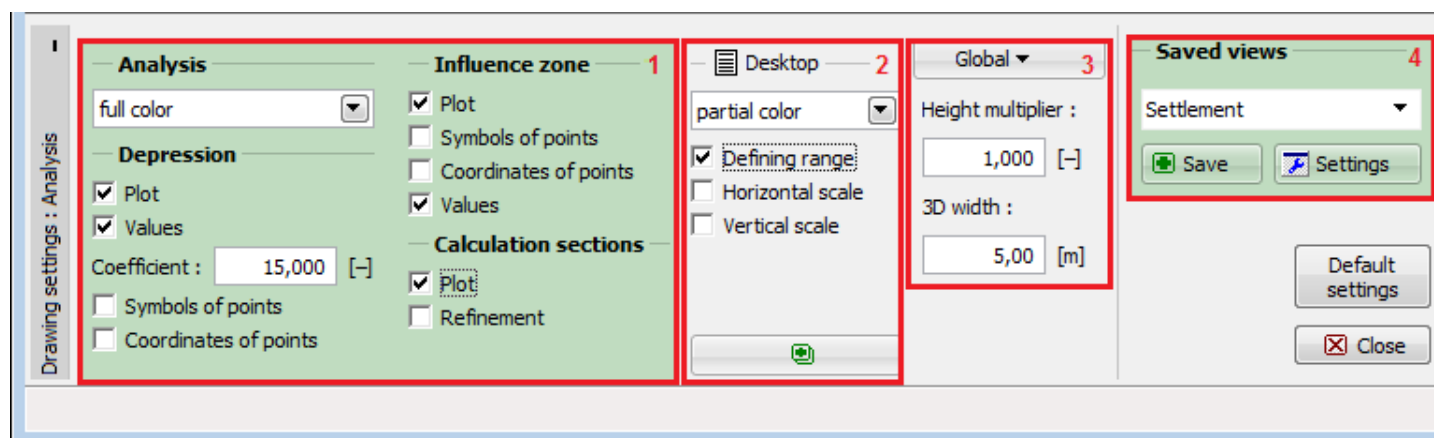 Drawing settings : Analysis
Analysis
full color
Depression
Plot
Values
Coefficient : 15,000 [–]
Symbols of points
Coordinates of points
Influence zone 1
Plot
Symbols of points
Coordinates of points
Values
Calculation sections
Plot
Refinement
Desktop 2
partial color
Defining range
Horizontal scale
Vertical scale
Global 3
Height multiplier :
1,000 [–]
3D width :
5,00 [m]
Saved views 4
Settlement
Save Settings
Default
settings
Close